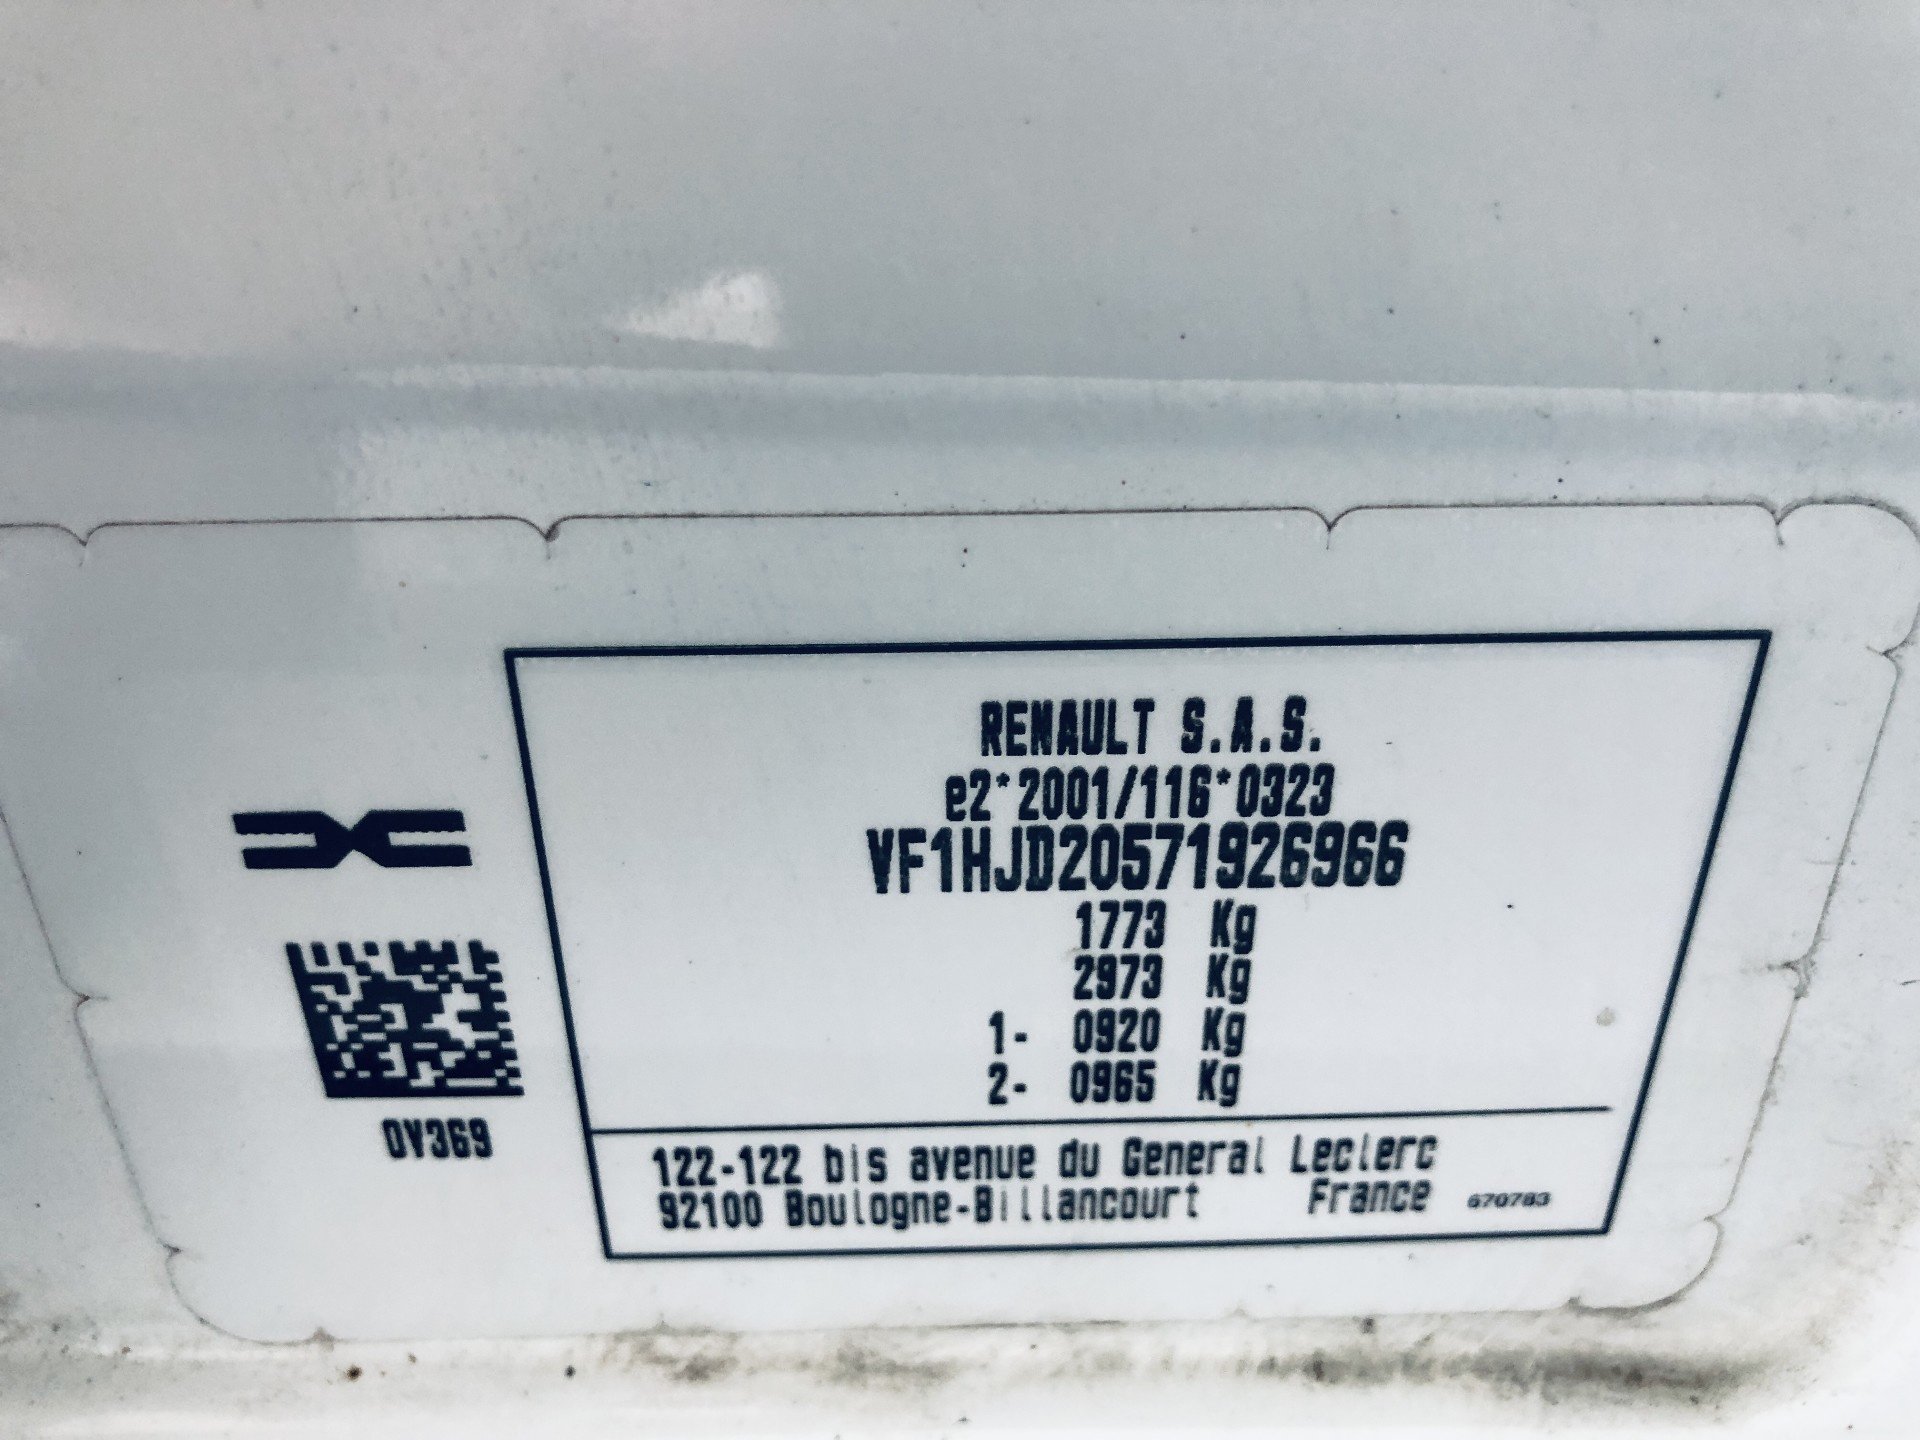 RENAULT S.A.S.
e2*2001/116*0323
VF1HJD20571926966
1773 Kg
2973 Kg
1- 0920 Kg
2- 0965 Kg
0V369
122-122 bis avenue du General Leclerc
92100 Boulogne-Billancourt France 670783